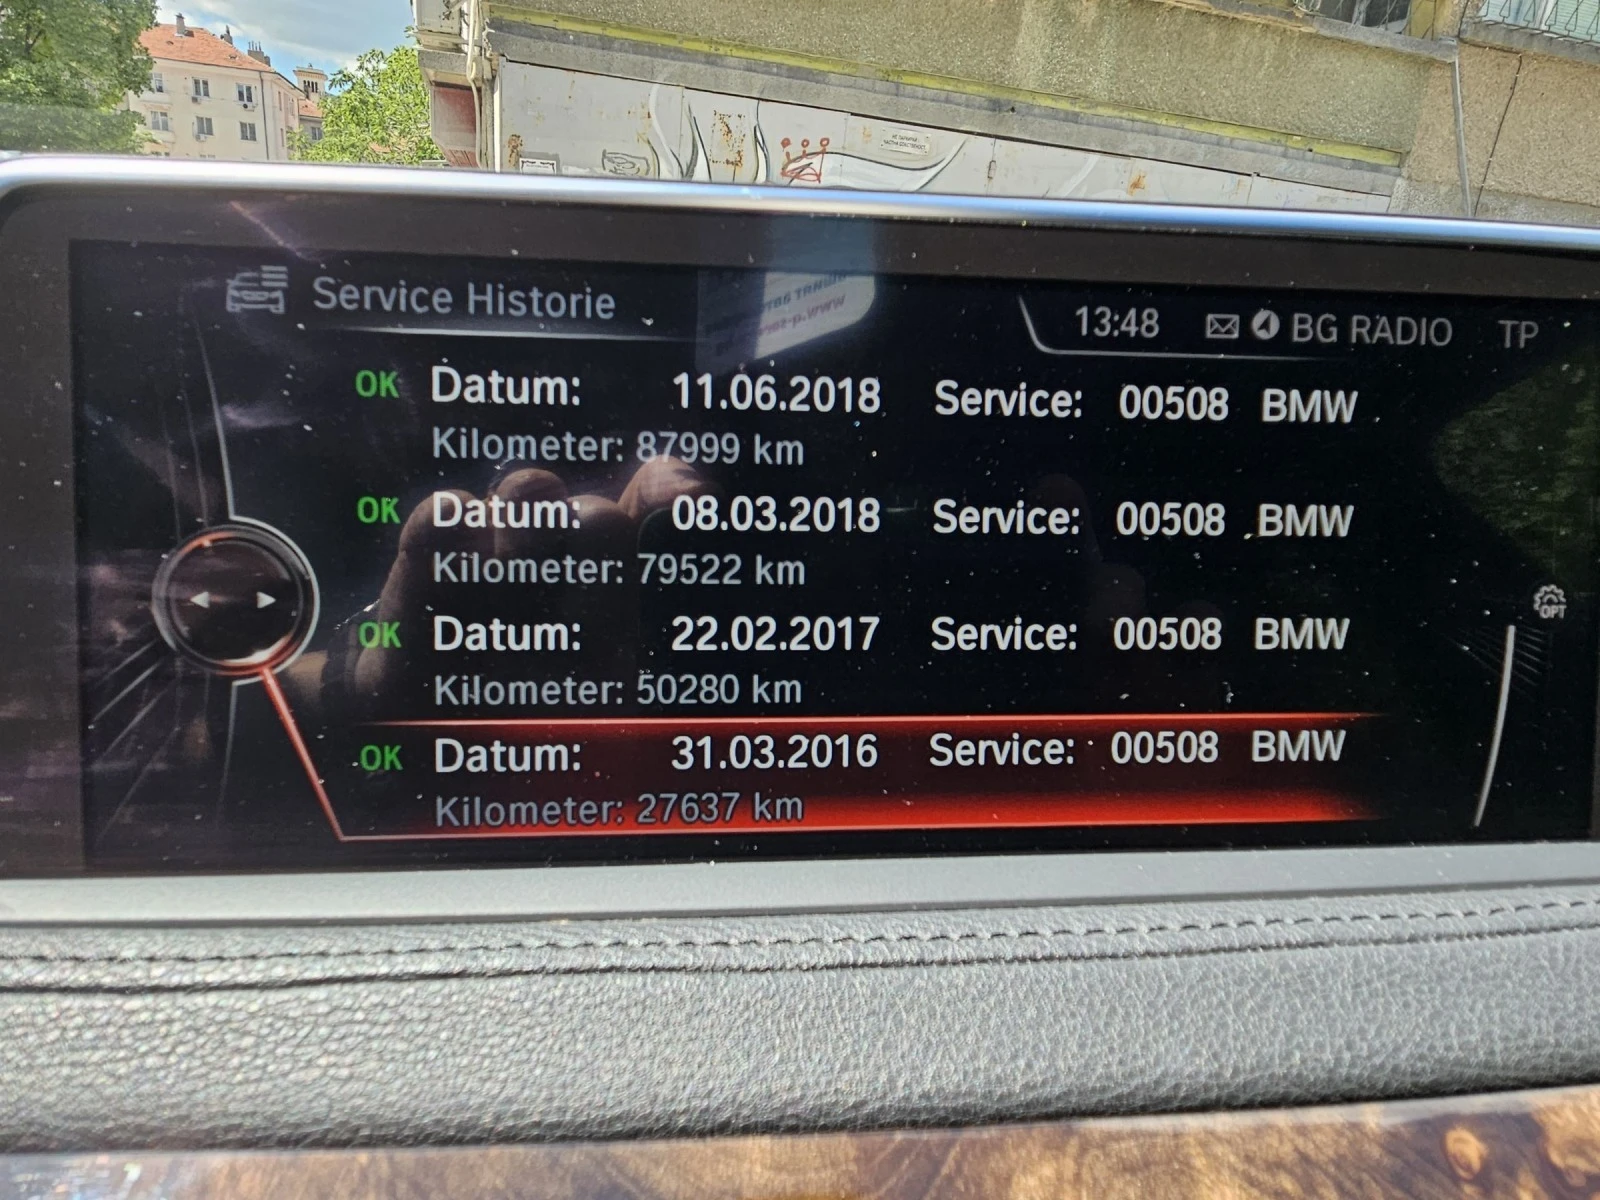 Service Historie
13:48 BG RADIO TP
OK Datum: 11.06.2018 Service: 00508 BMW
Kilometer: 87999 km
OK Datum: 08.03.2018 Service: 00508 BMW
Kilometer: 79522 km
OK Datum: 22.02.2017 Service: 00508 BMW
Kilometer: 50280 km
OPT
OK Datum: 31.03.2016 Service: 00508 BMW
Kilometer: 27637 km